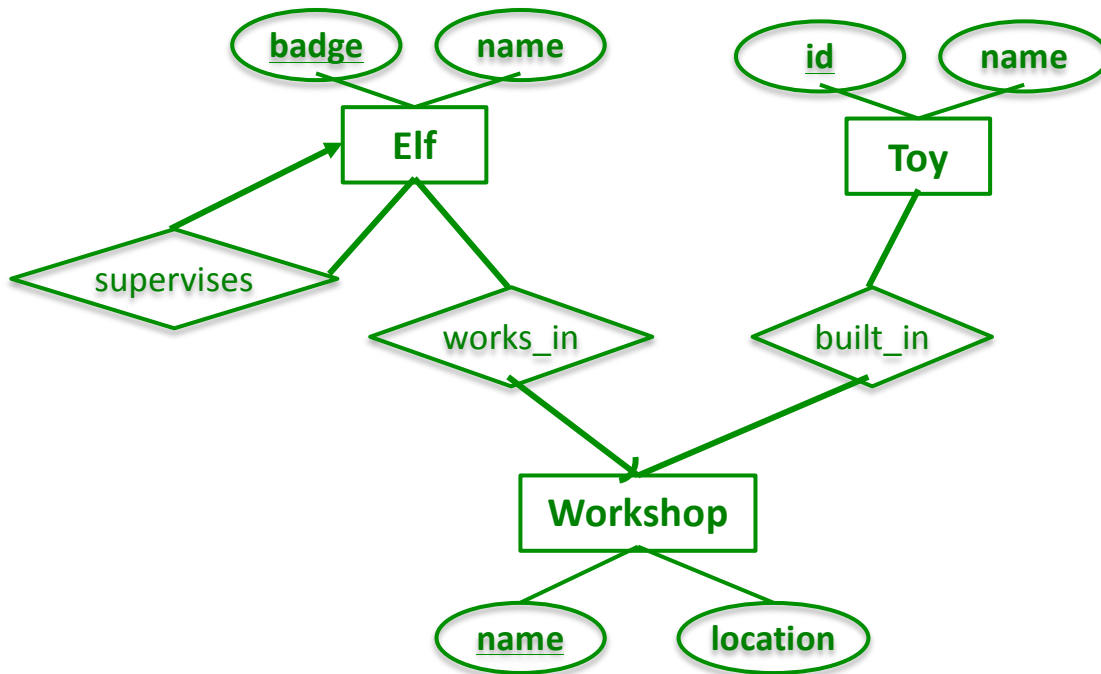 badge
name
id
name
Elf
Toy
supervises
works_in
built_in
Workshop
name
location